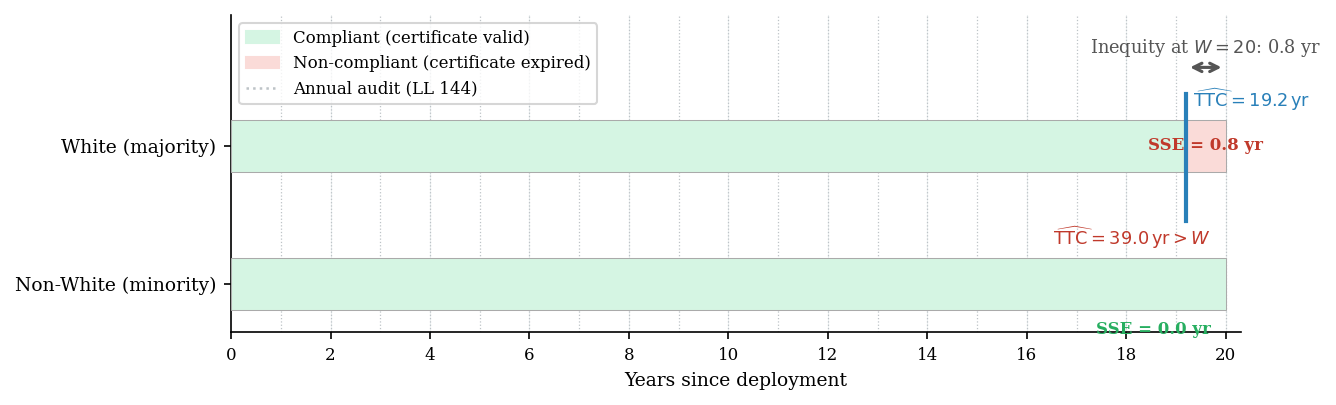 Compliant (certificate valid)
Non-compliant (certificate expired)
Annual audit (LL 144)
Inequity at W = 20: 0.8 yr
T͡TC = 19.2 yr
White (majority)
SSE = 0.8 yr
T͡TC = 39.0 yr > W
Non-White (minority)
SSE = 0.0 yr
0 2 4 6 8 10 12 14 16 18 20
Years since deployment